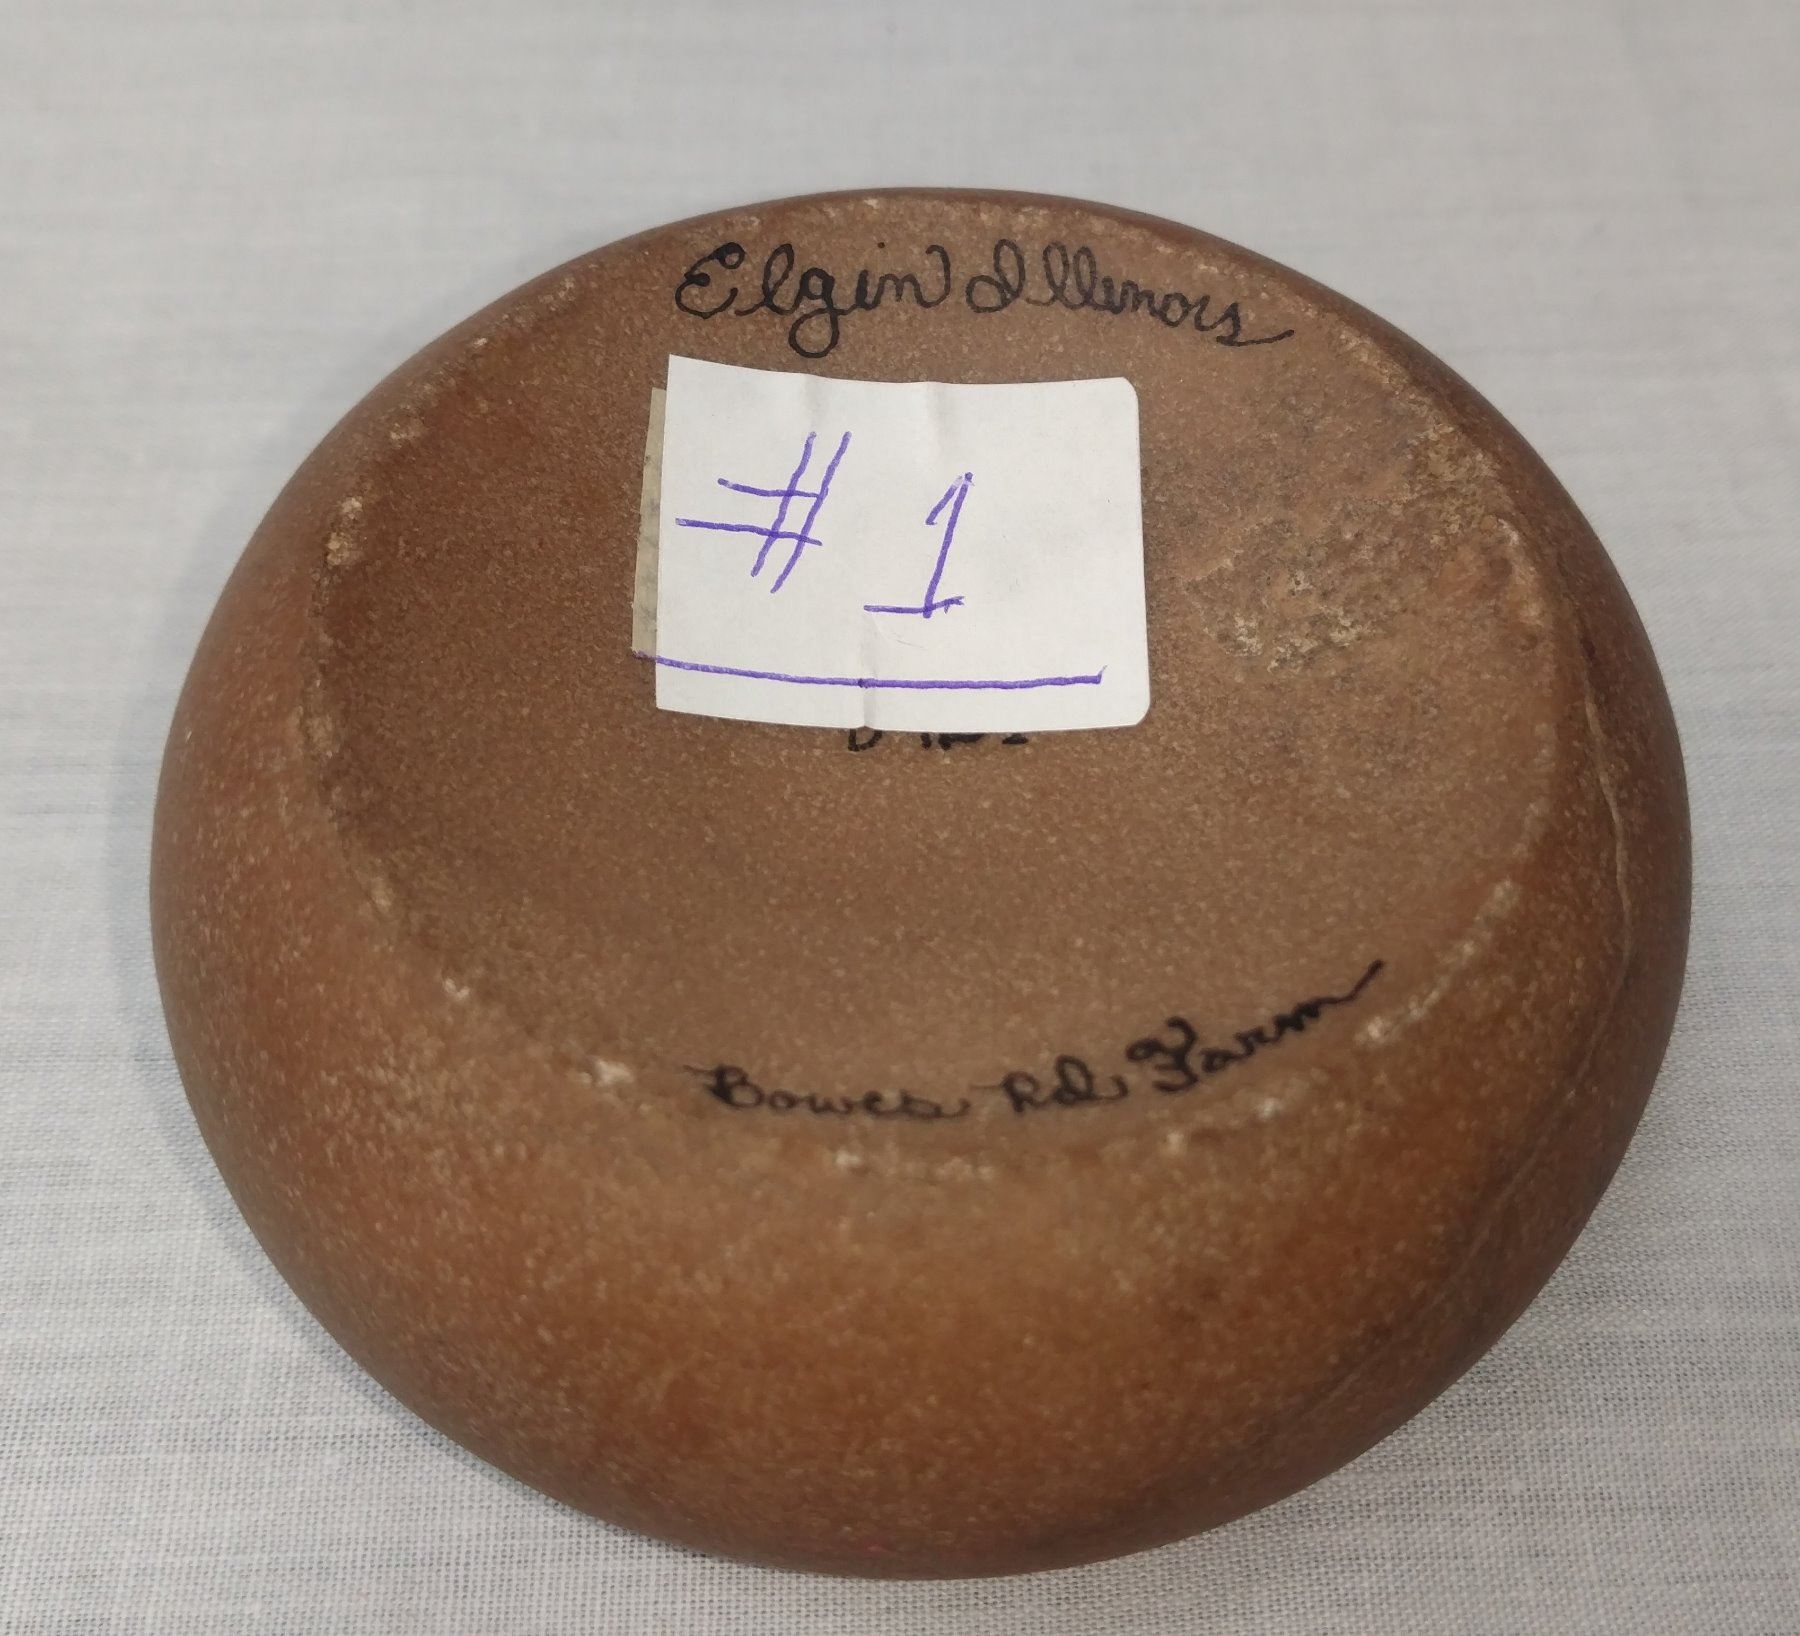 Elgin Illinois
# 1
Bowes Rd Farm